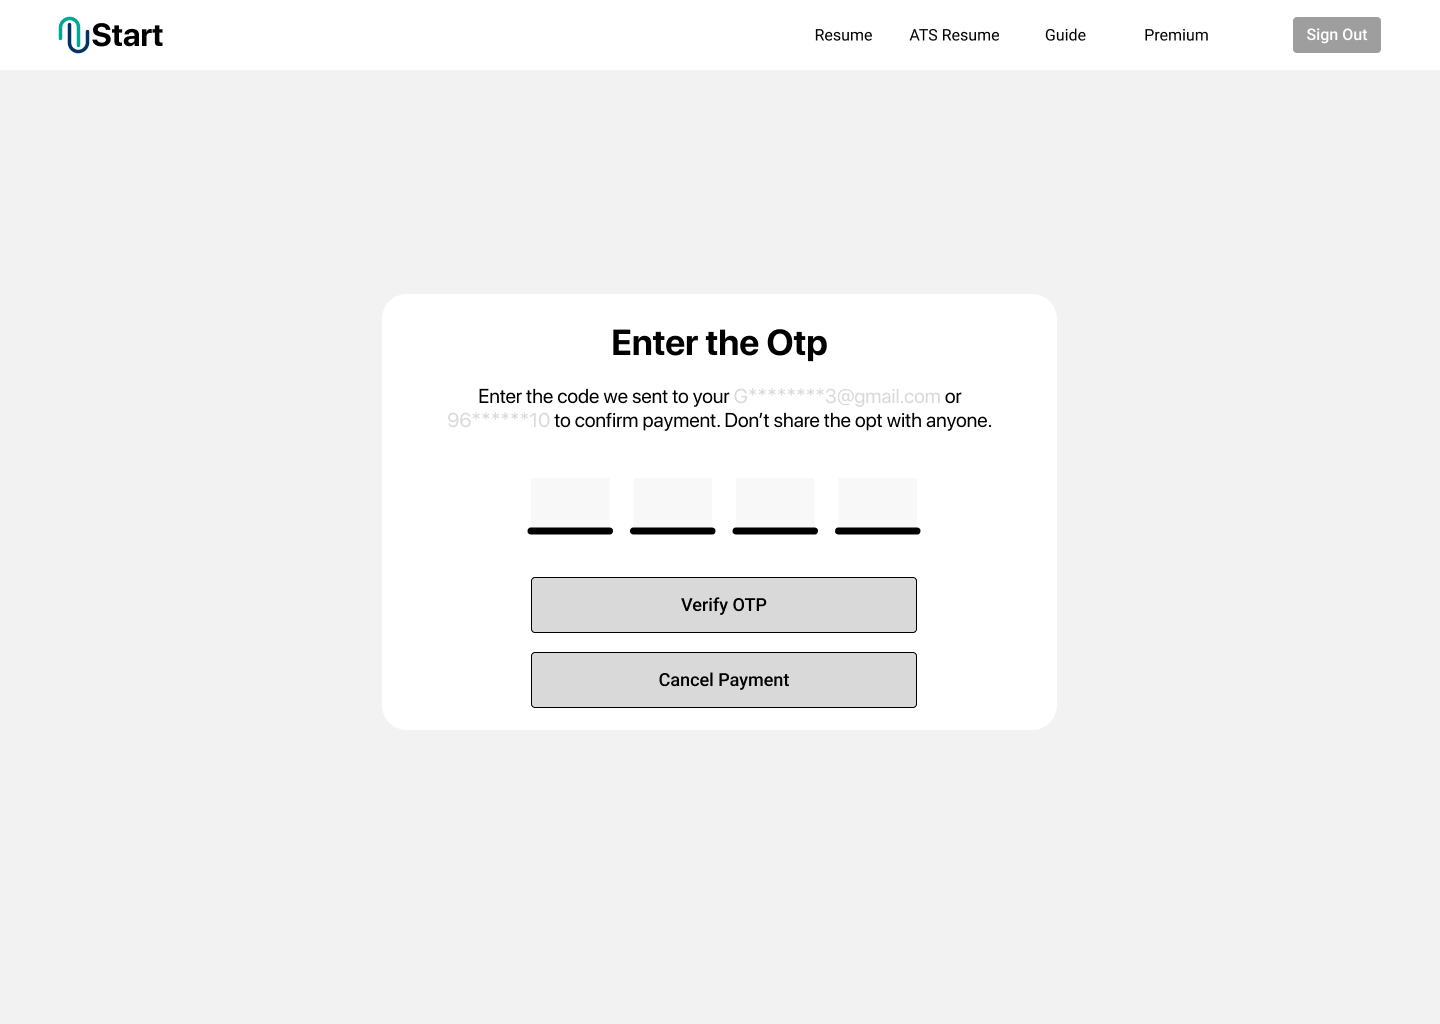 Start
Resume
ATS Resume
Guide
Premium
Sign Out
Enter the Otp
Enter the code we sent to your G********3@gmail.com or
96******10 to confirm payment. Don’t share the opt with anyone.
Verify OTP
Cancel Payment